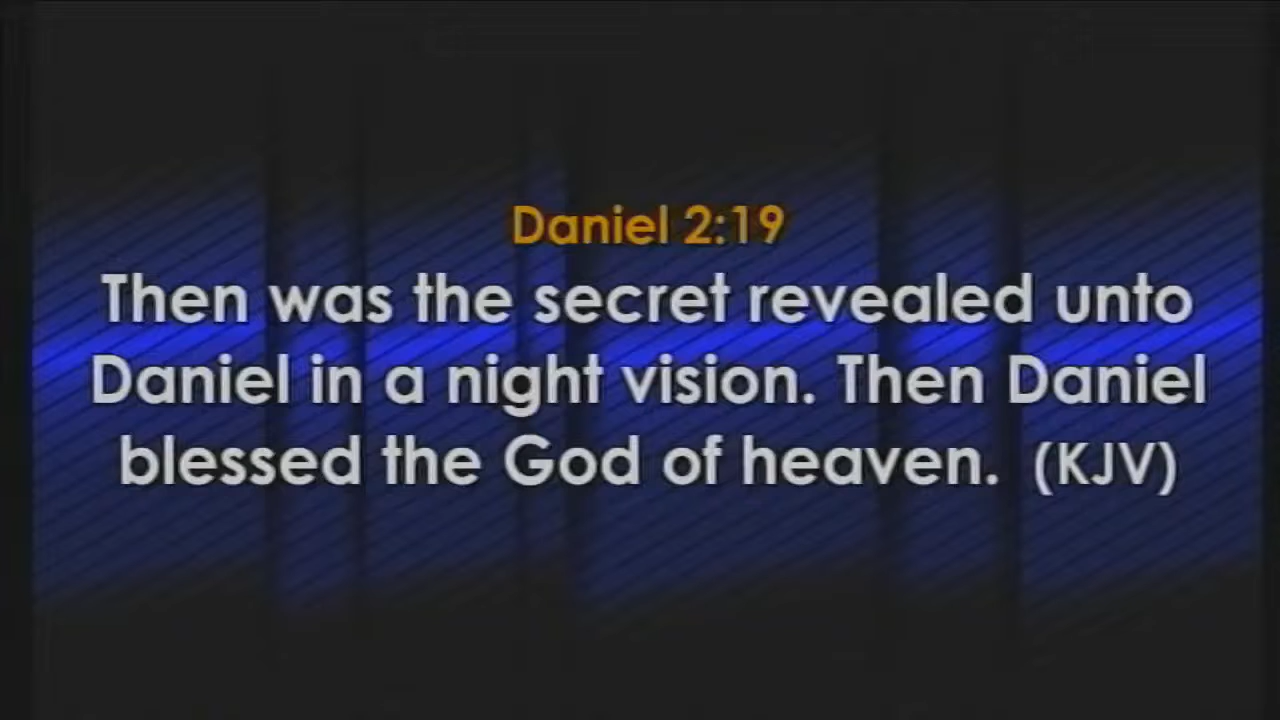 Daniel 2:19
Then was the secret revealed unto
Daniel in a night vision. Then Daniel
blessed the God of heaven. (KJV)